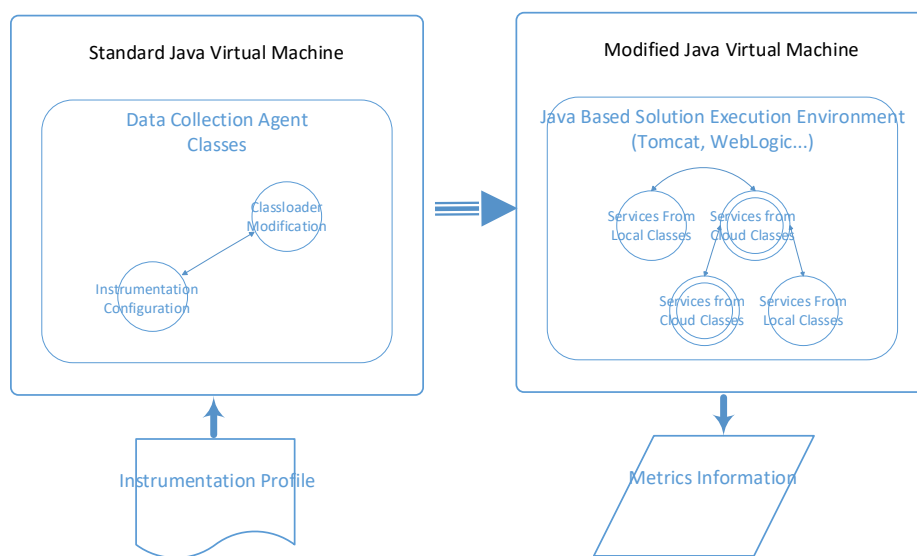 Standard Java Virtual Machine
Data Collection Agent
Classes
Classloader
Modification
Instrumentation
Configuration
Instrumentation Profile
Modified Java Virtual Machine
Java Based Solution Execution Environment
(Tomcat, WebLogic...)
Services From
Local Classes
Services from
Cloud Classes
Services from
Cloud Classes
Services From
Local Classes
Metrics Information